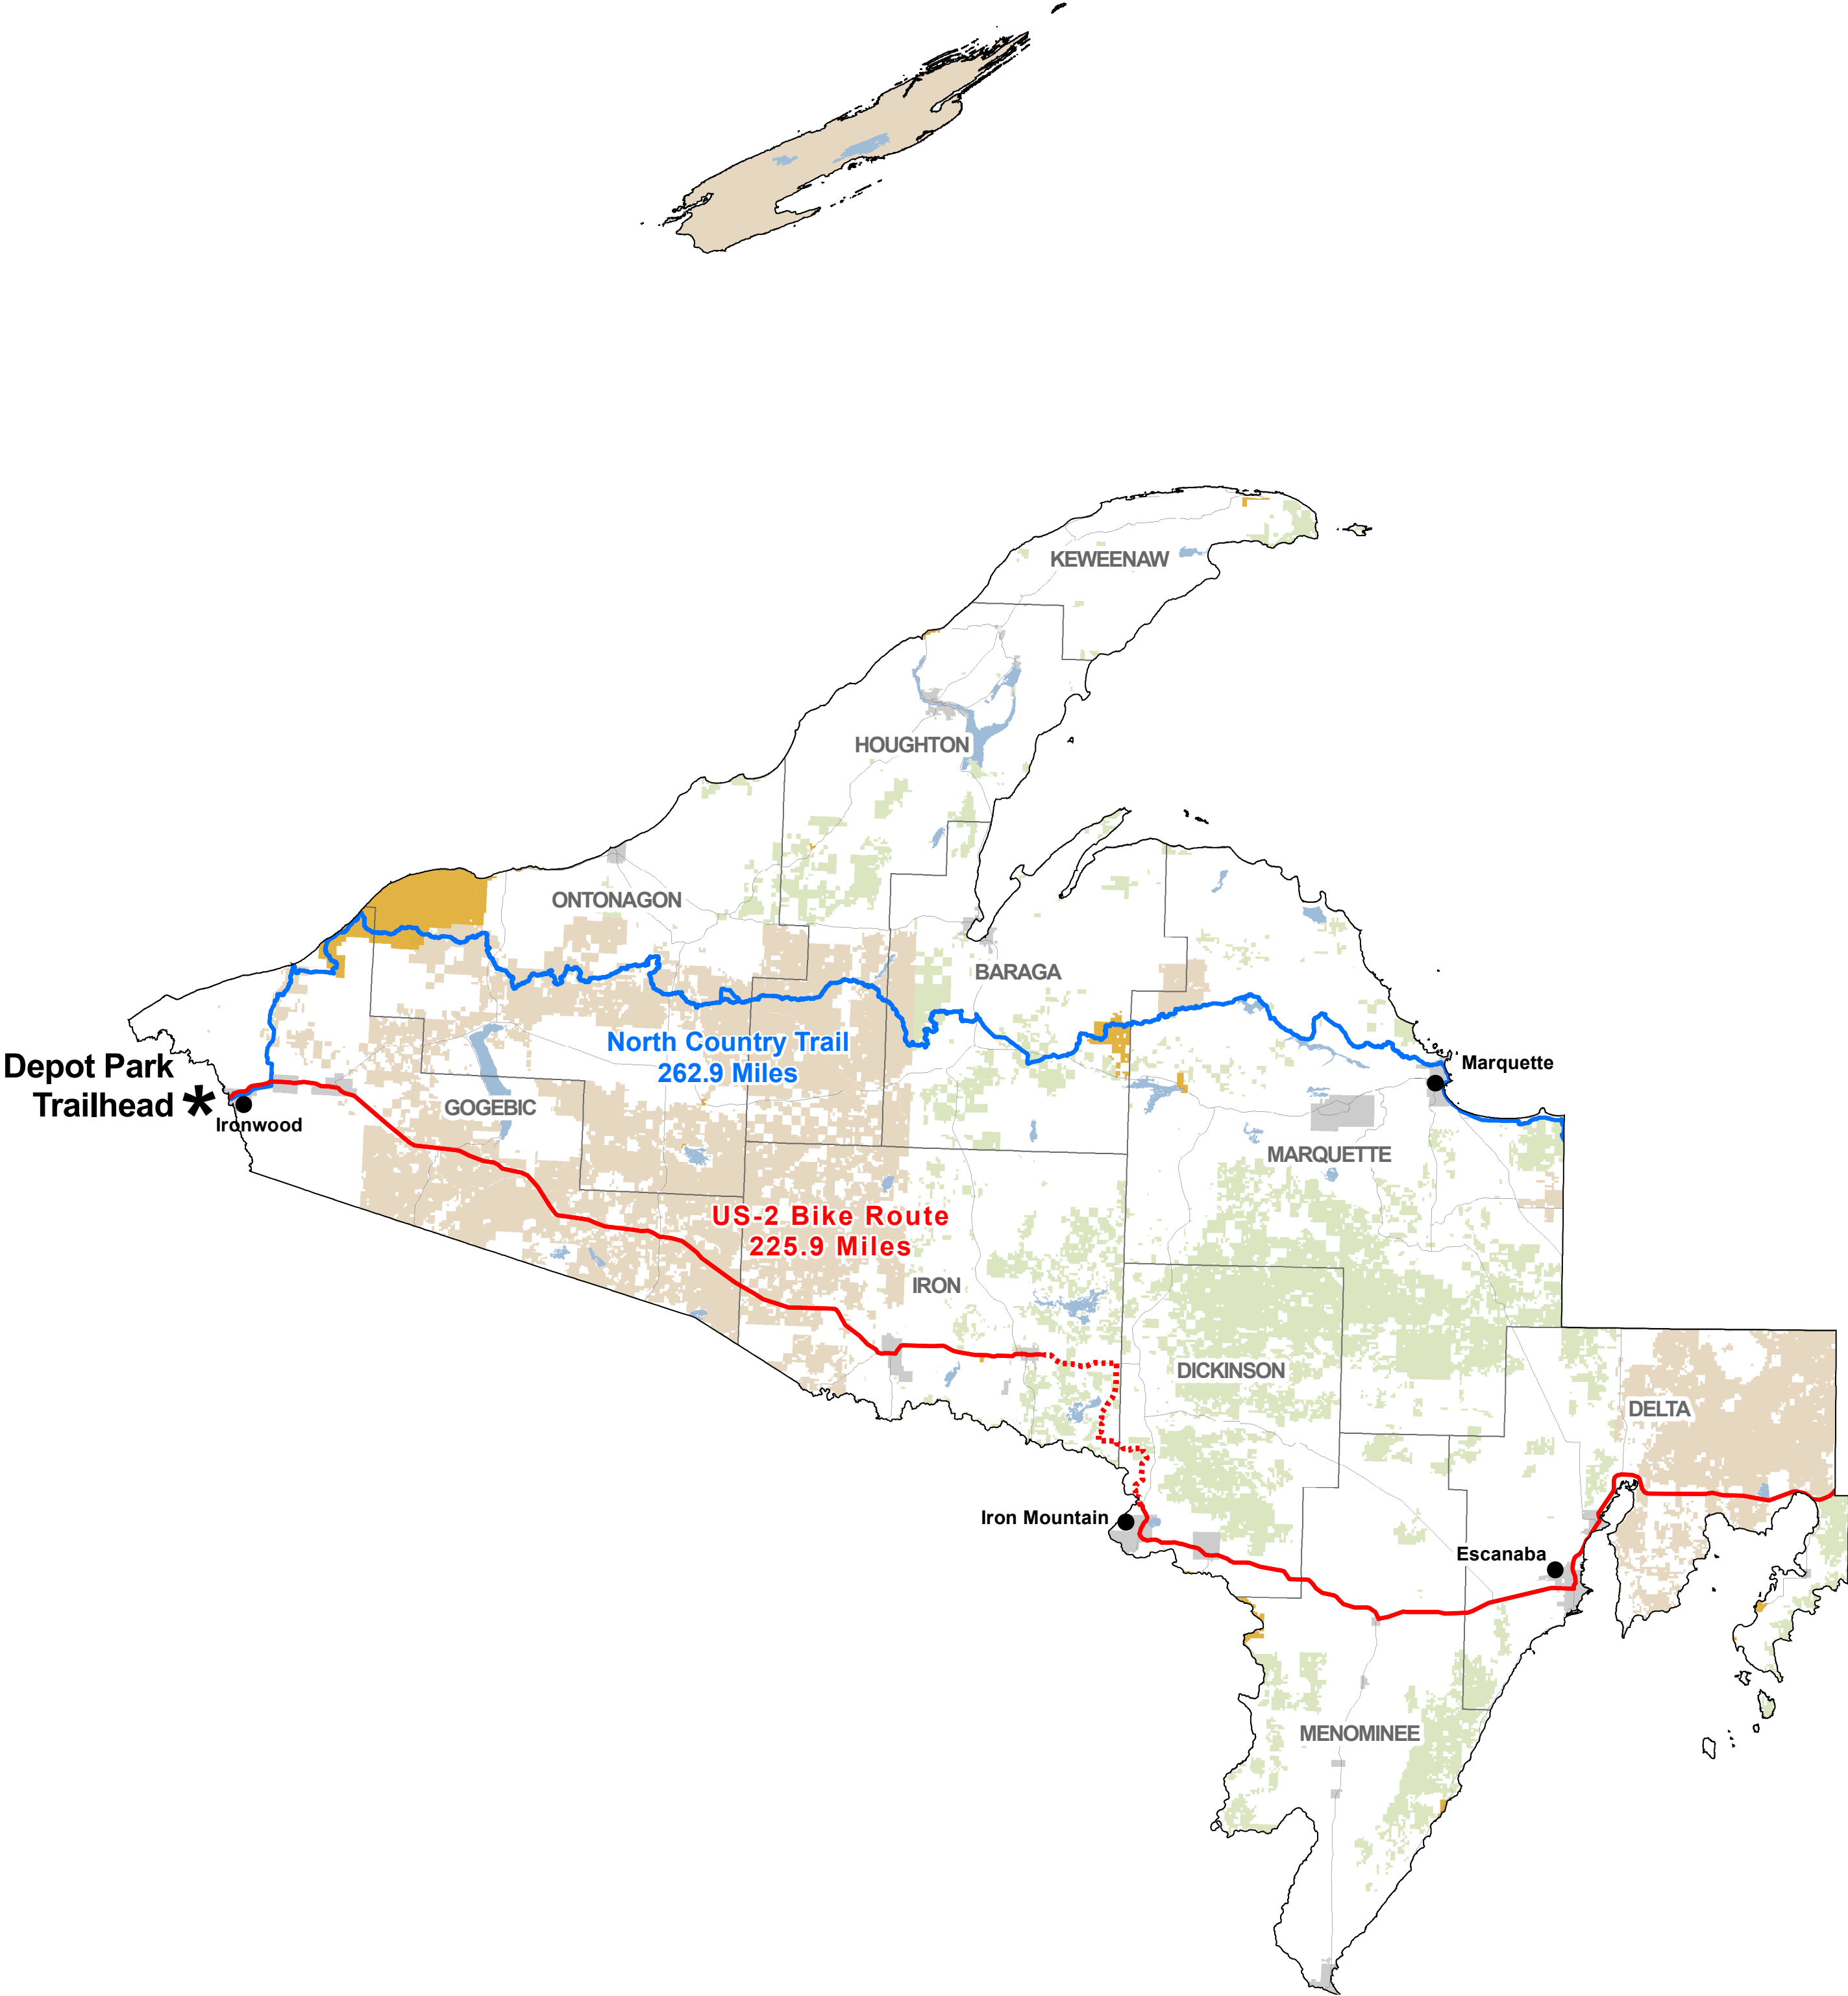 KEWEENAW
HOUGHTON
ONTONAGON
BARAGA
North Country Trail
262.9 Miles
Depot Park
Trailhead *
Marquette
GOGEBIC
Ironwood
MARQUETTE
US-2 Bike Route
225.9 Miles
IRON
DICKINSON
DELTA
Iron Mountain
Escanaba
MENOMINEE